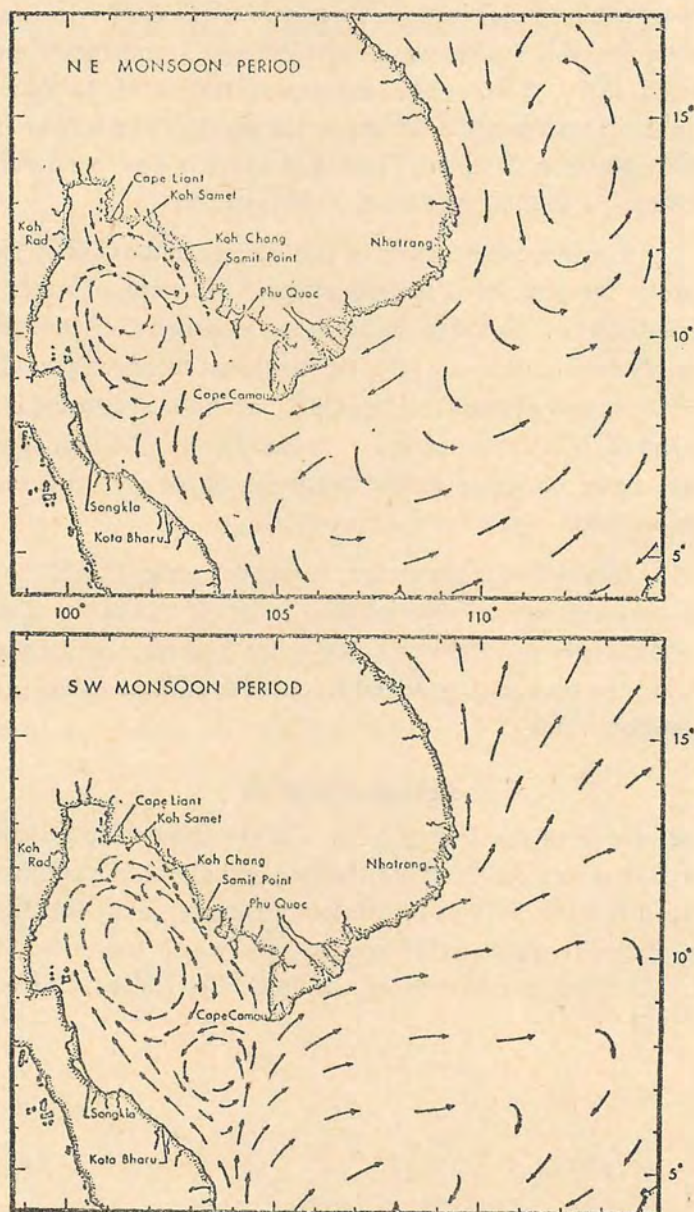 N E MONSOON PERIOD
15°
Cape Liant
Koh Samet
Koh Rad
Koh Chang
Nhatrang
Samit Point
Phu Quoc
10°
Cape Camau
Songkla
Kota Bharu
5°
100°
105°
110°
SW MONSOON PERIOD
15°
Cape Liant
Koh Samet
Koh Rad
Koh Chang
Nhatrang
Samit Point
Phu Quoc
10°
Cape Camau
Songkla
Kota Bharu
5°